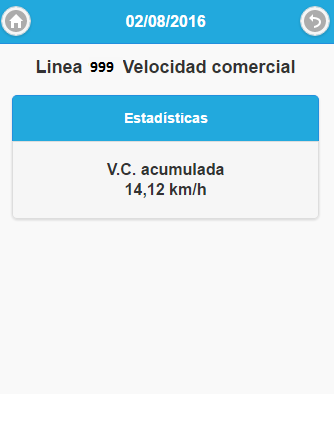 02/08/2016
Linea 999 Velocidad comercial
Estadísticas
V.C. acumulada
14,12 km/h